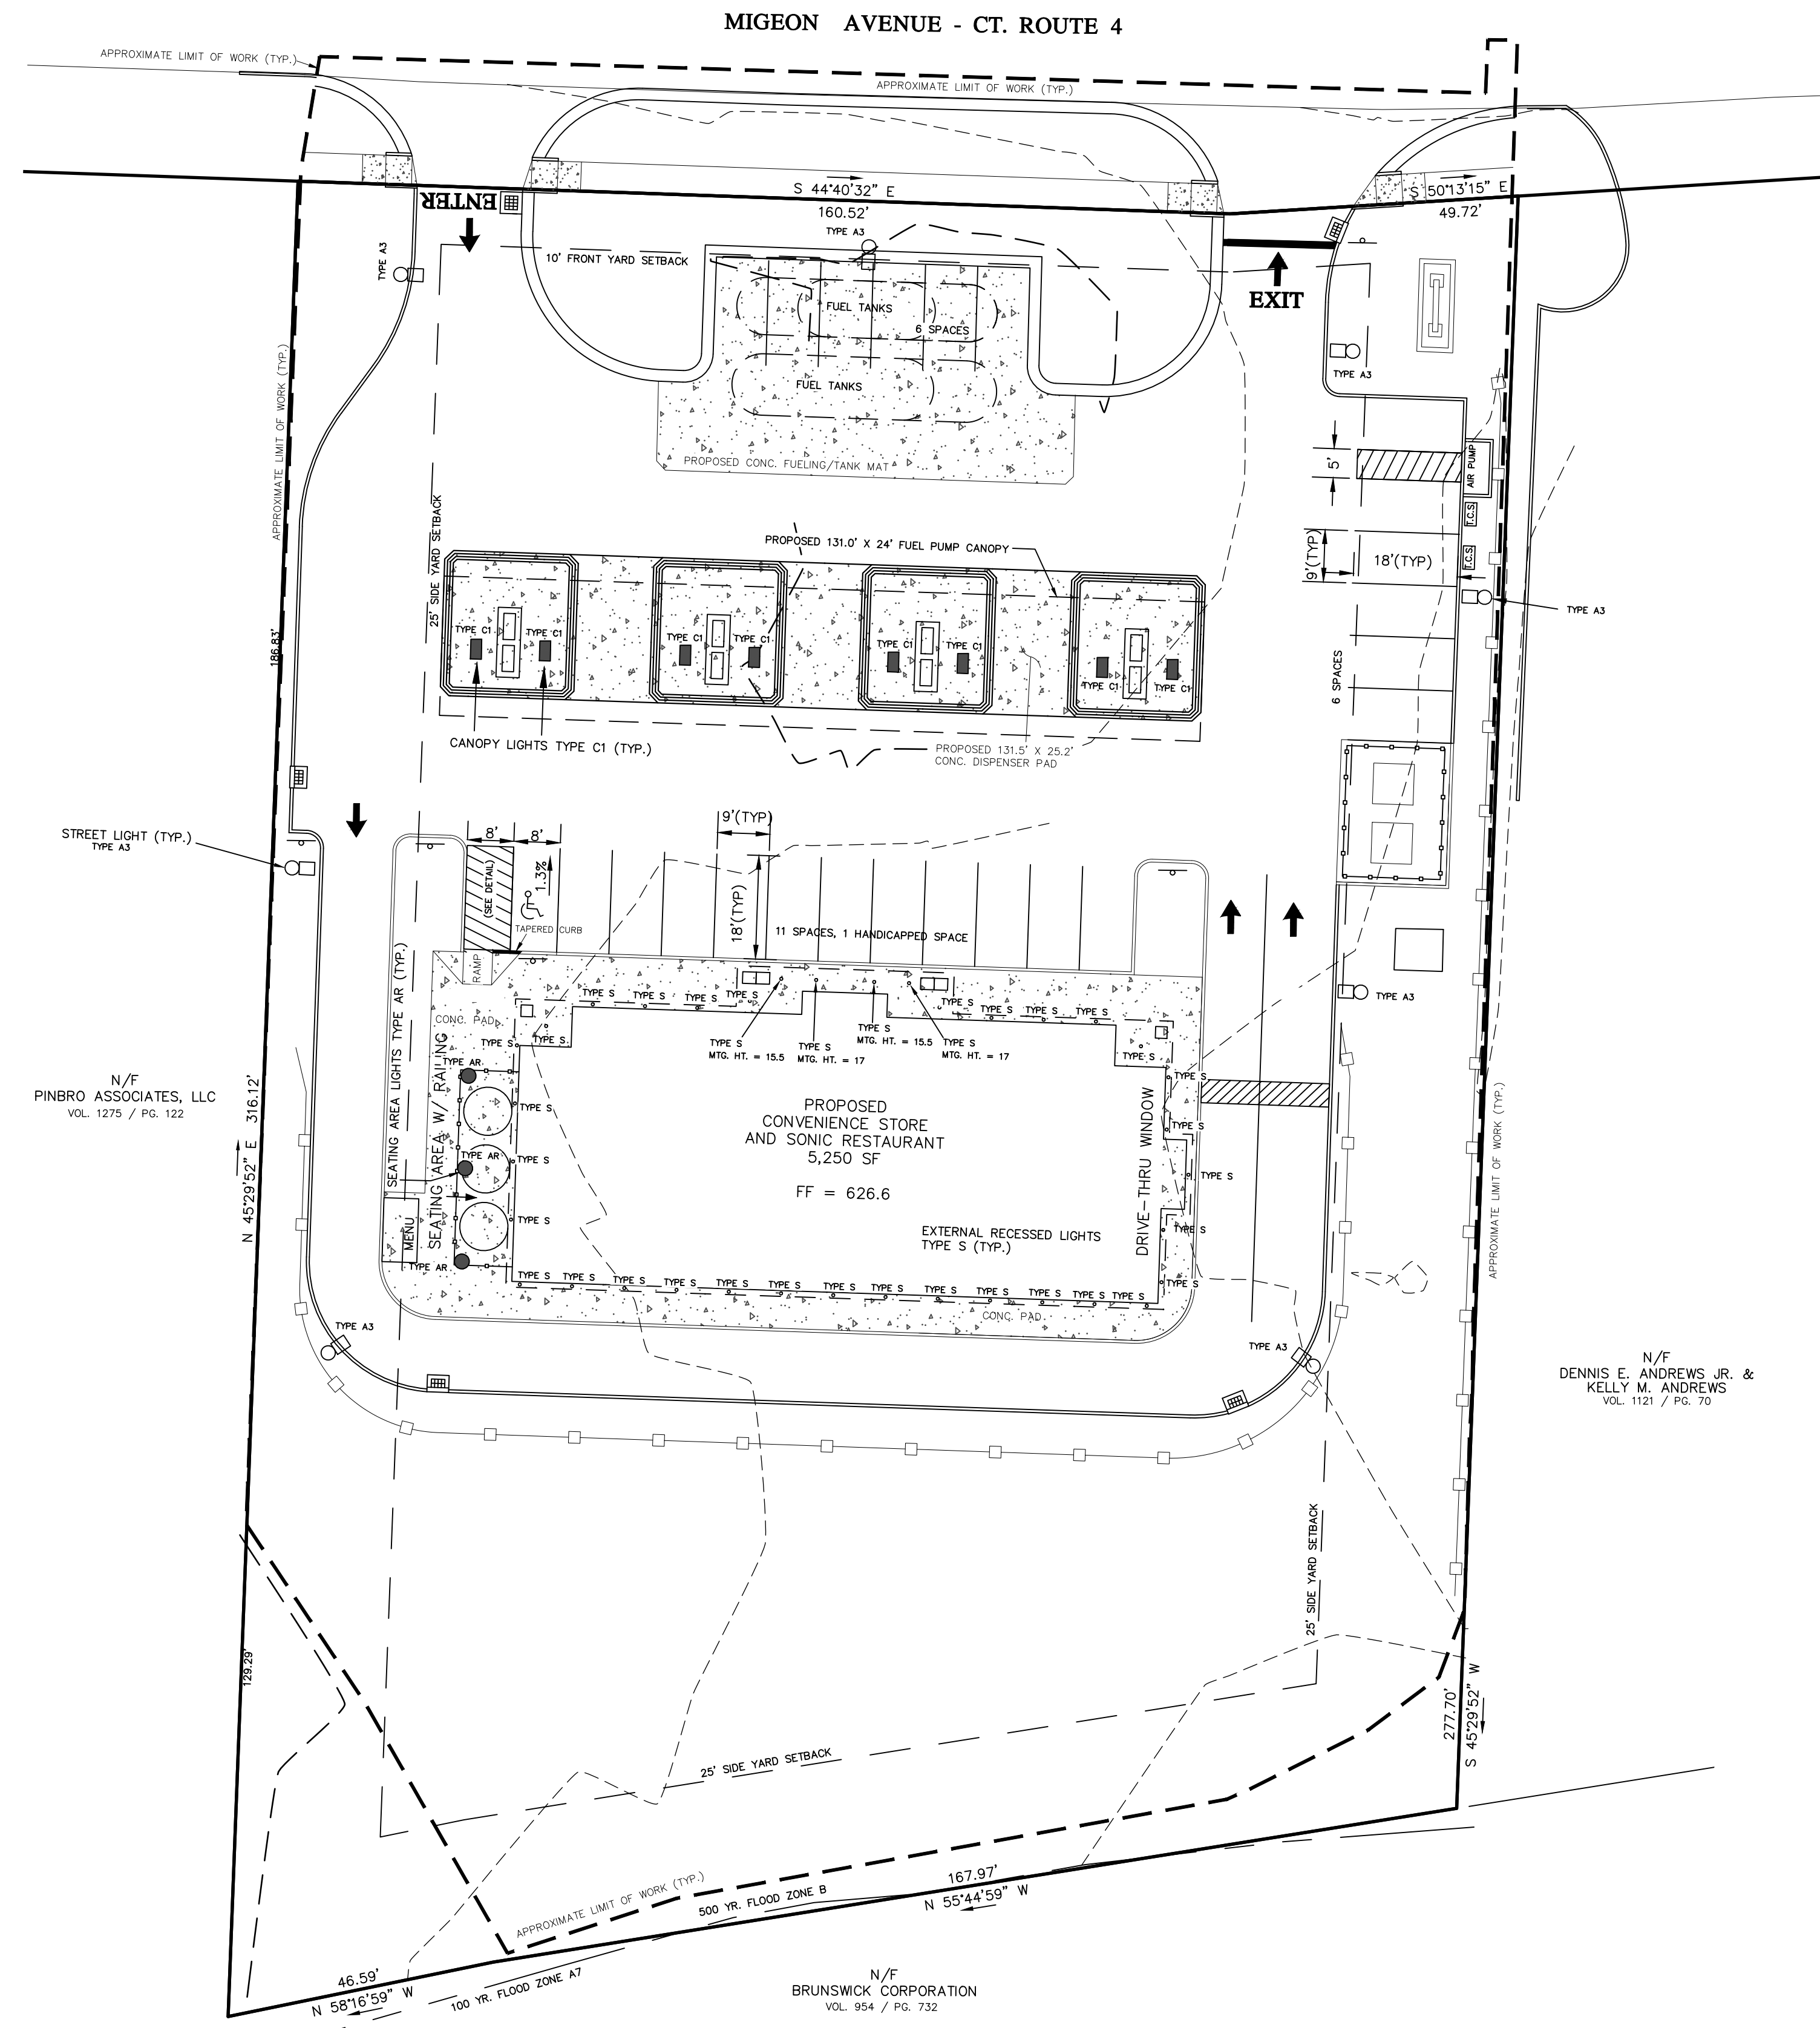 MIGEON AVENUE - CT. ROUTE 4
APPROXIMATE LIMIT OF WORK (TYP.)
APPROXIMATE LIMIT OF WORK (TYP.)
S 44°40'32" E
160.52'
S 50°13'15" E
49.72'
ENTER
TYPE A3
TYPE A3
10' FRONT YARD SETBACK
EXIT
FUEL TANKS
6 SPACES
FUEL TANKS
TYPE A3
PROPOSED CONC. FUELING/TANK MAT
APPROXIMATE LIMIT OF WORK (TYP.)
25' SIDE YARD SETBACK
5'
AIR PUMP
T.C.S.
T.C.S.
9'(TYP)
18'(TYP)
TYPE A3
PROPOSED 131.0' X 24' FUEL PUMP CANOPY
186.83'
TYPE C1
TYPE C1
TYPE C1
TYPE C1
TYPE C1
TYPE C1
TYPE C1
TYPE C1
6 SPACES
CANOPY LIGHTS TYPE C1 (TYP.)
PROPOSED 131.5' X 25.2'
CONC. DISPENSER PAD
STREET LIGHT (TYP.)
TYPE A3
8'
8'
9'(TYP)
(SEE DETAIL)
1.3%
18'(TYP)
TAPERED CURB
11 SPACES, 1 HANDICAPPED SPACE
RAMP
SEATING AREA LIGHTS TYPE AR (TYP.)
CONC. PAD
TYPE S
TYPE S
TYPE S
TYPE S
TYPE S
TYPE S
TYPE S
TYPE S
TYPE A3
TYPE S
TYPE S
TYPE S
MTG. HT. = 15.5
TYPE S
MTG. HT. = 17
TYPE S
MTG. HT. = 15.5
TYPE S
MTG. HT. = 17
TYPE S
TYPE AR
TYPE S
SEATING AREA W/ RAILING
TYPE S
TYPE S
TYPE AR
TYPE S
TYPE S
TYPE S
TYPE S
TYPE S
PROPOSED
CONVENIENCE STORE
AND SONIC RESTAURANT
5,250 SF
FF = 626.6
EXTERNAL RECESSED LIGHTS
TYPE S (TYP.)
DRIVE-THRU WINDOW
MENU
TYPE AR
TYPE S
TYPE S
TYPE S
TYPE S
TYPE S
TYPE S
TYPE S
TYPE S
TYPE S
TYPE S
TYPE S
TYPE S
TYPE S
CONC. PAD
TYPE A3
TYPE A3
N/F
PINBRO ASSOCIATES, LLC
VOL. 1275 / PG. 122
N 45°29'52" E 316.12'
APPROXIMATE LIMIT OF WORK (TYP.)
N/F
DENNIS E. ANDREWS JR. &
KELLY M. ANDREWS
VOL. 1121 / PG. 70
25' SIDE YARD SETBACK
129.29'
277.70'
S 45°29'52" W
25' SIDE YARD SETBACK
APPROXIMATE LIMIT OF WORK (TYP.)
500 YR. FLOOD ZONE B
167.97'
N 55°44'59" W
46.59'
N 58°16'59" W
100 YR. FLOOD ZONE A7
N/F
BRUNSWICK CORPORATION
VOL. 954 / PG. 732